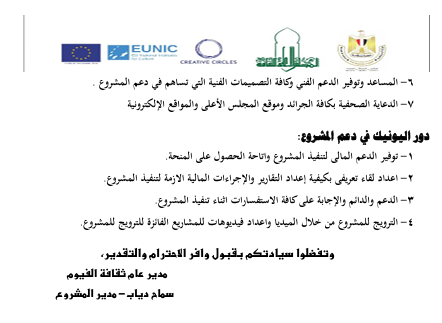 EUNIC
CREATIVE CIRCLES
٦- المساعد وتوفير الدعم الفني وكافة التصميمات الفنية التي تساهم في دعم المشروع .
٧- الدعاية الصحفية بكافة الجرائد وموقع المجلس الأعلى والمواقع الإلكترونية
دور اليونيك في دعم المشروع:
١- توفير الدعم المالى لتنفيذ المشروع واتاحة الحصول على المنحة.
٢- اعداد لقاء تعريفى بكيفية إعداد التقارير والإجراءات المالية الازمة لتنفيذ المشروع.
٣- الدعم والدائم والإجابة على كافة الاستفسارات اثناء تنفيذ المشروع.
٤- الترويج للمشروع من خلال الميديا واعداد فيديوهات للمشاريع الفائزة للترويج للمشروع.
وتفضلوا سيادتكم بقبول وافر الاحترام والتقدير،
مدير عام ثقافة الفيوم
سماح دياب – مدير المشروع